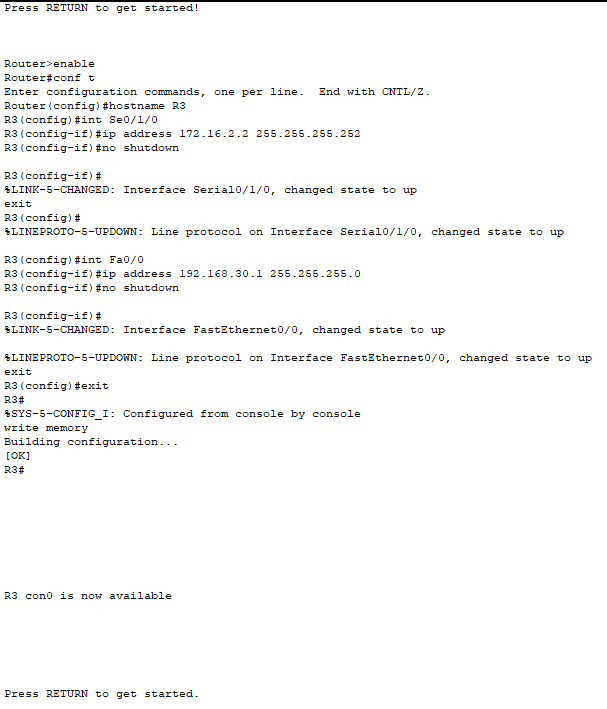 Press RETURN to get started!
Router>enable
Router#conf t
Enter configuration commands, one per line.  End with CNTL/Z.
Router(config)#hostname R3
R3(config)#int Se0/1/0
R3(config-if)#ip address 172.16.2.2 255.255.255.252
R3(config-if)#no shutdown
R3(config-if)#
%LINK-5-CHANGED: Interface Serial0/1/0, changed state to up
exit
R3(config)#
%LINEPROTO-5-UPDOWN: Line protocol on Interface Serial0/1/0, changed state to up
R3(config)#int Fa0/0
R3(config-if)#ip address 192.168.30.1 255.255.255.0
R3(config-if)#no shutdown
R3(config-if)#
%LINK-5-CHANGED: Interface FastEthernet0/0, changed state to up
%LINEPROTO-5-UPDOWN: Line protocol on Interface FastEthernet0/0, changed state to up
exit
R3(config)#exit
R3#
%SYS-5-CONFIG_I: Configured from console by console
write memory
Building configuration...
[OK]
R3#
R3 con0 is now available
Press RETURN to get started.